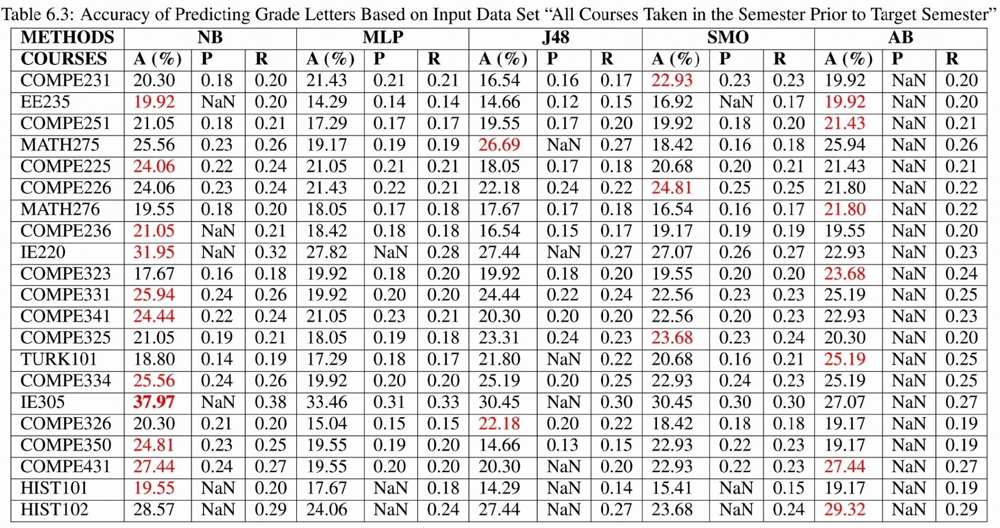 Table 6.3: Accuracy of Predicting Grade Letters Based on Input Data Set “All Courses Taken in the Semester Prior to Target Semester”
METHODS NB MLP J48 SMO AB
COURSES A (%) P R A (%) P R A (%) P R A (%) P R A (%) P R
COMPE231 20.30 0.18 0.20 21.43 0.21 0.21 16.54 0.16 0.17 22.93 0.23 0.23 19.92 NaN 0.20
EE235 19.92 NaN 0.20 14.29 0.14 0.14 14.66 0.12 0.15 16.92 NaN 0.17 19.92 NaN 0.20
COMPE251 21.05 0.18 0.21 17.29 0.17 0.17 19.55 0.17 0.20 19.92 0.18 0.20 21.43 NaN 0.21
MATH275 25.56 0.23 0.26 19.17 0.19 0.19 26.69 NaN 0.27 18.42 0.16 0.18 25.94 NaN 0.26
COMPE225 24.06 0.22 0.24 21.05 0.21 0.21 18.05 0.17 0.18 20.68 0.20 0.21 21.43 NaN 0.21
COMPE226 24.06 0.23 0.24 21.43 0.22 0.21 22.18 0.24 0.22 24.81 0.25 0.25 21.80 NaN 0.22
MATH276 19.55 0.18 0.20 18.05 0.17 0.18 17.67 0.17 0.18 16.54 0.16 0.17 21.80 NaN 0.22
COMPE236 21.05 NaN 0.21 18.42 0.18 0.18 16.54 0.15 0.17 19.17 0.19 0.19 19.55 NaN 0.20
IE220 31.95 NaN 0.32 27.82 NaN 0.28 27.44 NaN 0.27 27.07 0.26 0.27 22.93 NaN 0.23
COMPE323 17.67 0.16 0.18 19.92 0.18 0.20 19.92 0.18 0.20 19.55 0.20 0.20 23.68 NaN 0.24
COMPE331 25.94 0.24 0.26 19.92 0.20 0.20 24.44 0.22 0.24 22.56 0.23 0.23 25.19 NaN 0.25
COMPE341 24.44 0.22 0.24 21.05 0.23 0.21 20.30 0.20 0.20 22.56 0.20 0.23 22.93 NaN 0.23
COMPE325 21.05 0.19 0.21 18.05 0.19 0.18 23.31 0.24 0.23 23.68 0.23 0.24 20.30 NaN 0.20
TURK101 18.80 0.14 0.19 17.29 0.18 0.17 21.80 NaN 0.22 20.68 0.16 0.21 25.19 NaN 0.25
COMPE334 25.56 0.24 0.26 19.92 0.20 0.20 25.19 0.20 0.25 22.93 0.24 0.23 25.19 NaN 0.25
IE305 37.97 NaN 0.38 33.46 0.31 0.33 30.45 NaN 0.30 30.45 0.30 0.30 27.07 NaN 0.27
COMPE326 20.30 0.21 0.20 15.04 0.15 0.15 22.18 0.20 0.22 18.42 0.18 0.18 19.17 NaN 0.19
COMPE350 24.81 0.23 0.25 19.55 0.19 0.20 14.66 0.13 0.15 22.93 0.22 0.23 19.17 NaN 0.19
COMPE431 27.44 0.24 0.27 19.55 0.20 0.20 20.30 NaN 0.20 22.93 0.22 0.23 27.44 NaN 0.27
HIST101 19.55 NaN 0.20 17.67 NaN 0.18 14.29 NaN 0.14 15.41 NaN 0.15 19.17 NaN 0.19
HIST102 28.57 NaN 0.29 24.06 NaN 0.24 27.44 NaN 0.27 23.68 NaN 0.24 29.32 NaN 0.29